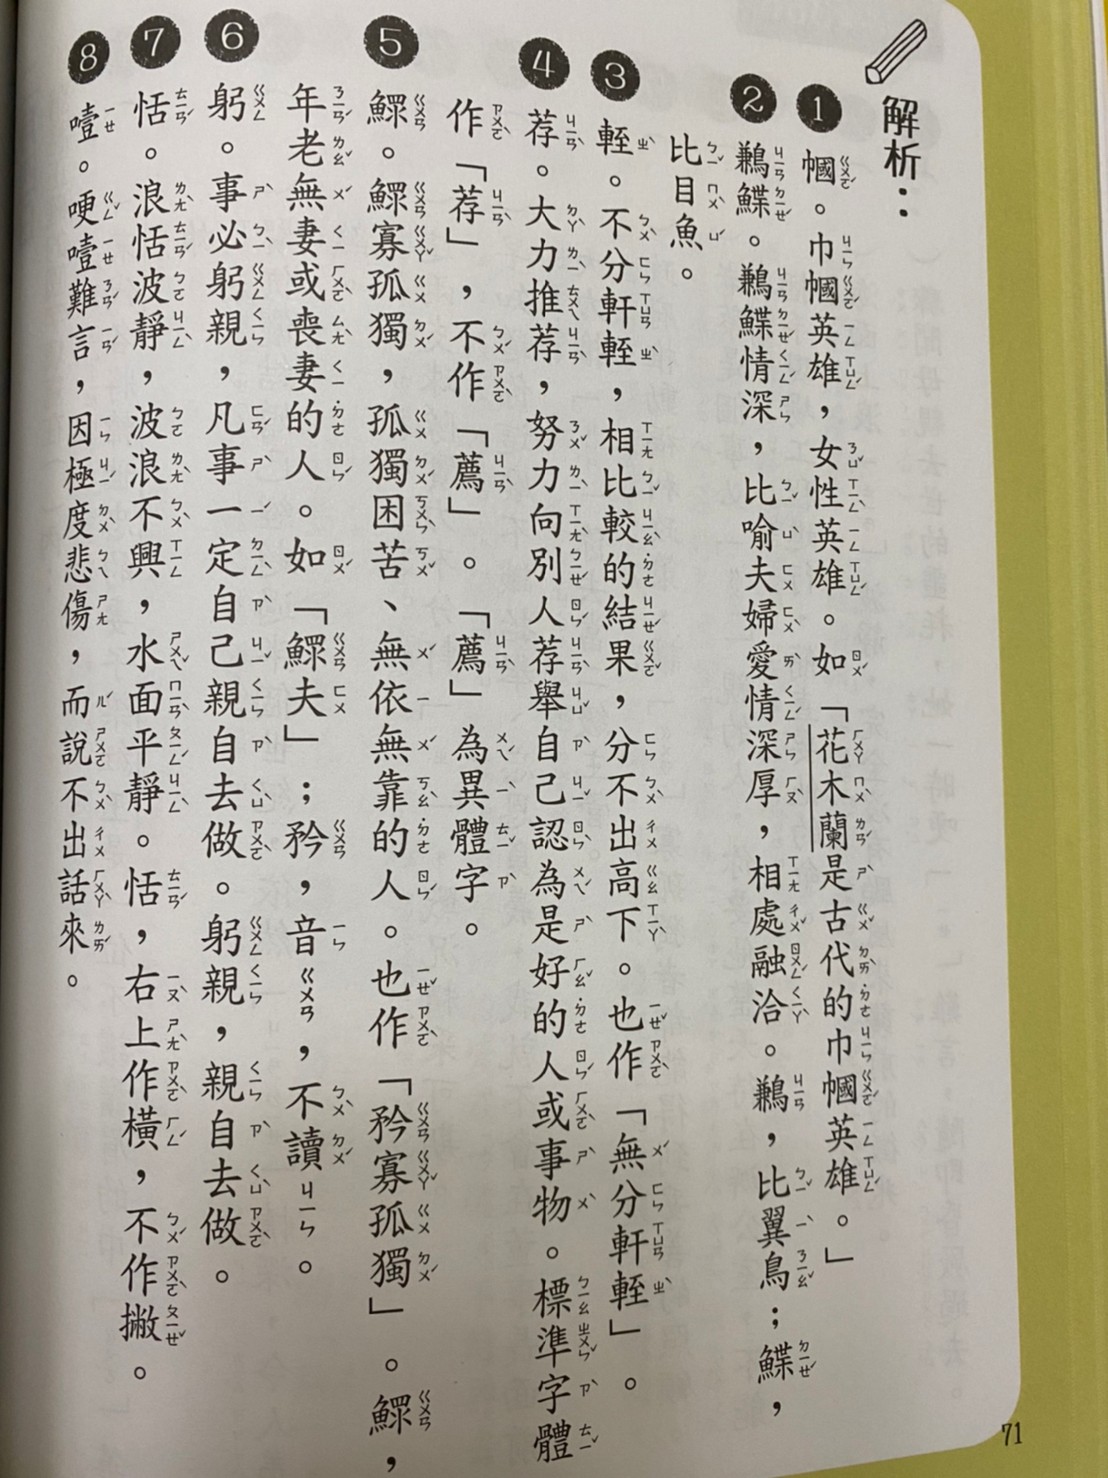 解析：
❶ 幗。巾幗英雄，女性英雄。如「花木蘭是古代的巾幗英雄。」
❷ 鶼鰈。鶼鰈情深，比喻夫婦愛情深厚，相處融洽。鶼，比翼鳥；鰈，
比目魚。
❸ 輊。不分軒輊，相比較的結果，分不出高下。也作「無分軒輊」。
❹ 荐。大力推荐，努力向別人荐舉自己認為是好的人或事物。標準字體
作「荐」，不作「薦」。「薦」為異體字。
❺ 鰥。鰥寡孤獨，孤獨困苦、無依無靠的人。也作「矜寡孤獨」。鰥，
年老無妻或喪妻的人。如「鰥夫」；矜，音ㄍㄨㄢ，不讀ㄐㄧㄣ。
❻ 躬。事必躬親，凡事一定自己親自去做。躬親，親自去做。
❼ 恬。浪恬波靜，波浪不興，水面平靜。恬，右上作橫，不作撇。
❽ 噎。哽噎難言，因極度悲傷，而說不出話來。
71